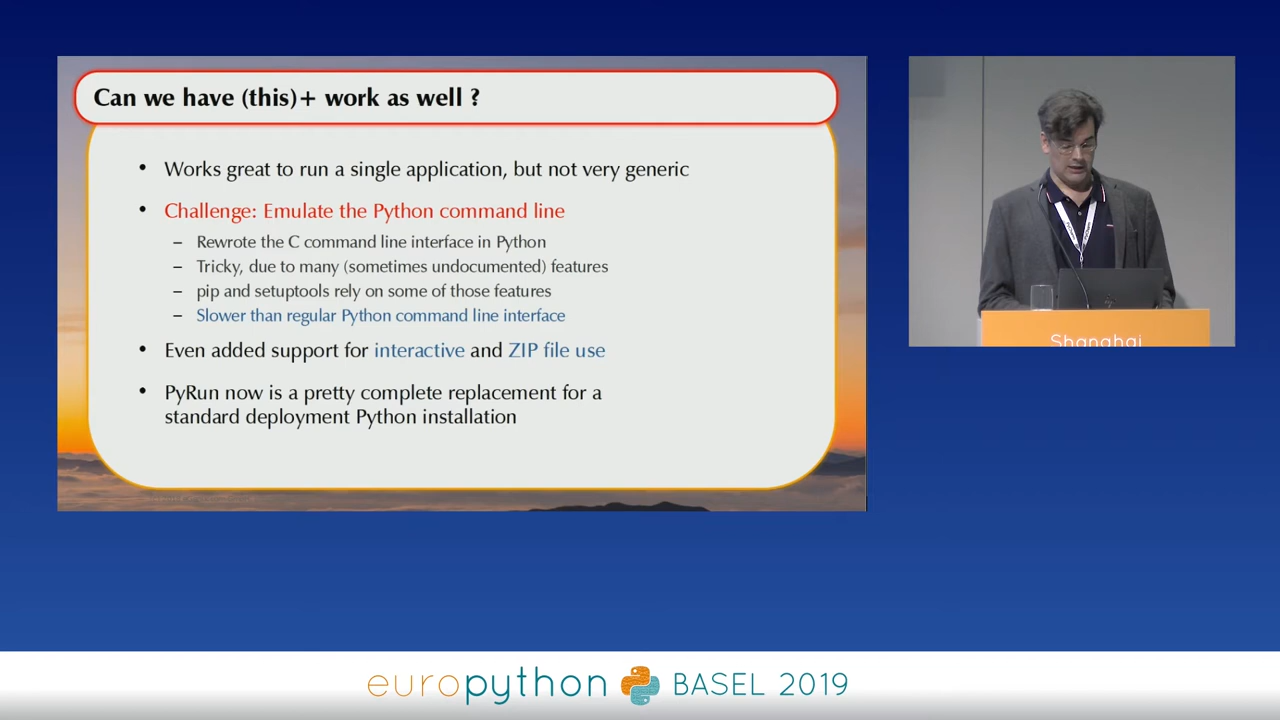 Can we have (this)+ work as well ?
• Works great to run a single application, but not very generic
• Challenge: Emulate the Python command line
– Rewrote the C command line interface in Python
– Tricky, due to many (sometimes undocumented) features
– pip and setuptools rely on some of those features
– Slower than regular Python command line interface
• Even added support for interactive and ZIP file use
• PyRun now is a pretty complete replacement for a
standard deployment Python installation
Shanghai
europython BASEL 2019